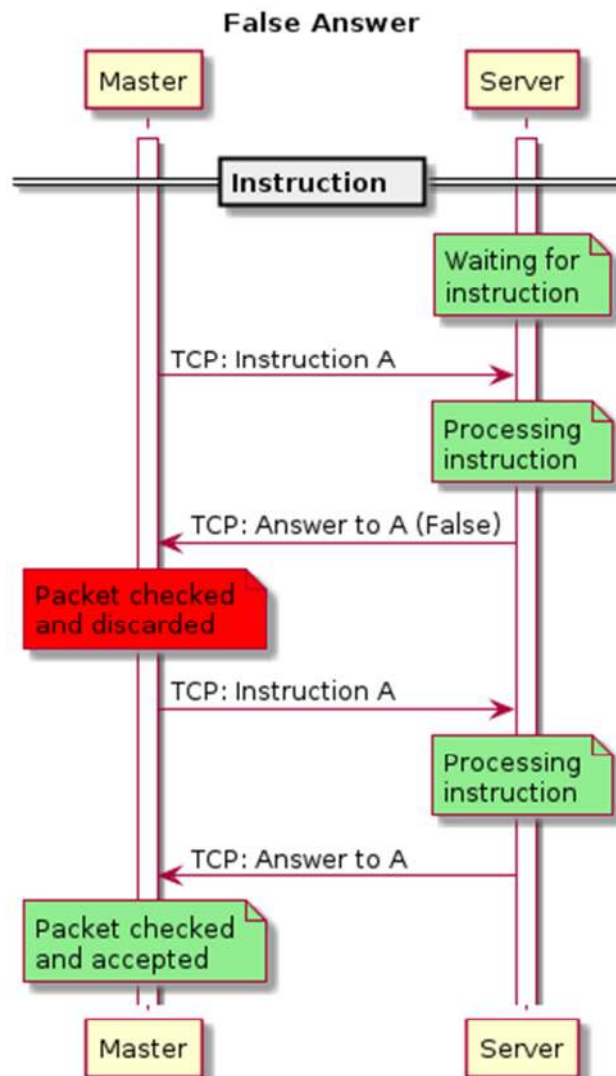 False Answer
Master
Server
Instruction
Waiting for
instruction
TCP: Instruction A
Processing
instruction
TCP: Answer to A (False)
Packet checked
and discarded
TCP: Instruction A
Processing
instruction
TCP: Answer to A
Packet checked
and accepted
Master
Server